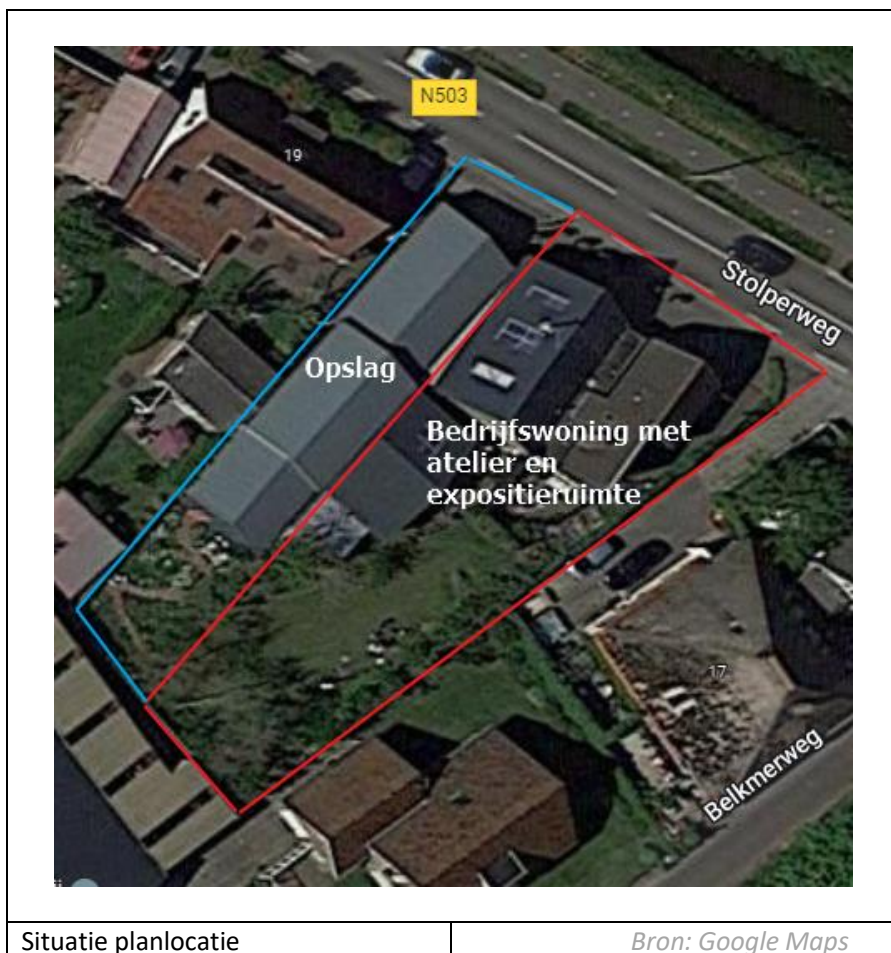 N503
19
Stolperweg
Opslag
Bedrijfswoning met
atelier en
expositieruimte
17
Belkmerweg
Situatie planlocatie
Bron: Google Maps